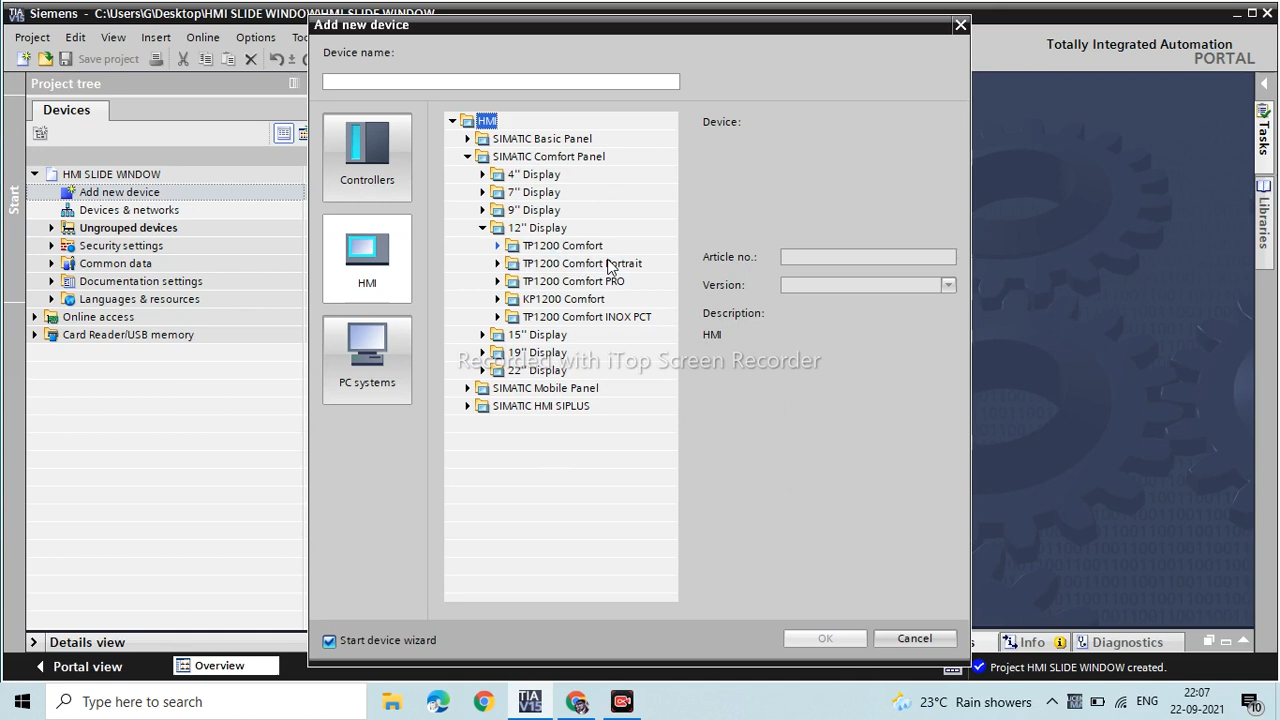 TIA
V15
Siemens - C:\Users\G\Desktop\HMI SLIDE WINDOW\HMI SLIDE WINDOW
Project Edit View Insert Online Options
Save project
Totally Integrated Automation
PORTAL
Project tree
Devices
Start
HMI SLIDE WINDOW
Add new device
Devices & networks
Ungrouped devices
Security settings
Common data
Documentation settings
Languages & resources
Online access
Card Reader/USB memory
Details view
Portal view
Overview
Add new device
Device name:
Controllers
HMI
PC systems
HMI
SIMATIC Basic Panel
SIMATIC Comfort Panel
4'' Display
7'' Display
9'' Display
12'' Display
TP1200 Comfort
TP1200 Comfort Portrait
TP1200 Comfort PRO
KP1200 Comfort
TP1200 Comfort INOX PCT
15'' Display
19'' Display
22'' Display
SIMATIC Mobile Panel
SIMATIC HMI SIPLUS
Device:
Article no.:
Version:
Description:
HMI
Recorded with iTop Screen Recorder
Start device wizard
OK
Cancel
Tasks
Libraries
Info
Diagnostics
Project HMI SLIDE WINDOW created.
Type here to search
TIA
V15
23°C Rain showers
ENG
22:07
22-09-2021
10